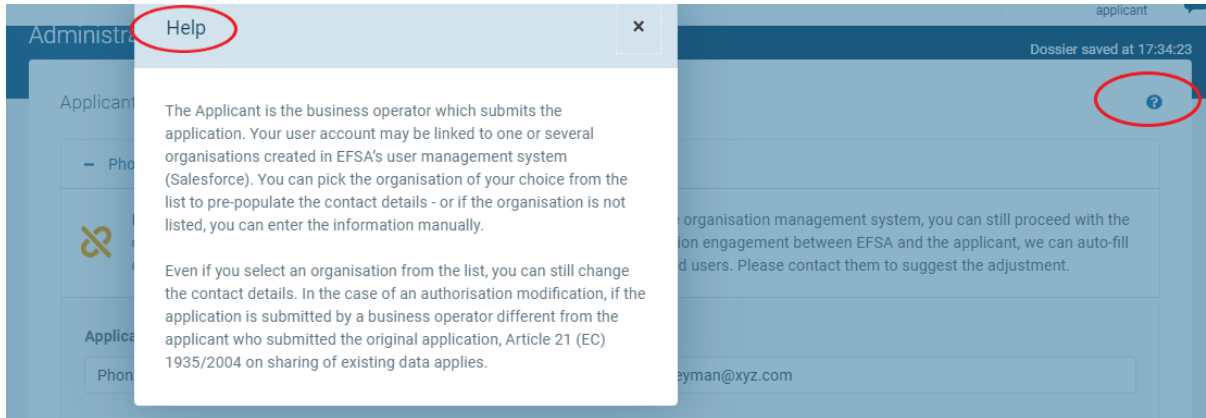 applicant
Administra
Help
×
Dossier saved at 17:34:23
Applicant
?
The Applicant is the business operator which submits the
application. Your user account may be linked to one or several
organisations created in EFSA's user management system
(Salesforce). You can pick the organisation of your choice from the
list to pre-populate the contact details - or if the organisation is not
listed, you can enter the information manually.
Even if you select an organisation from the list, you can still change
the contact details. In the case of an authorisation modification, if the
application is submitted by a business operator different from the
applicant who submitted the original application, Article 21 (EC)
1935/2004 on sharing of existing data applies.
Pho
organisation management system, you can still proceed with the
ion engagement between EFSA and the applicant, we can auto-fill
d users. Please contact them to suggest the adjustment.
Applica
Phon
eyman@xyz.com